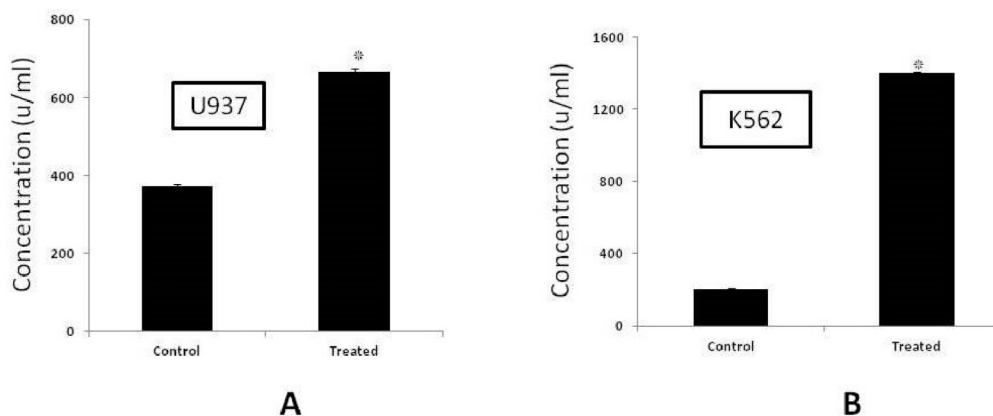 Concentration (u/ml)
800
600
400
200
0
U937
*
Control Treated
A
Concentration (u/ml)
1600
1200
1800
400
0
K562
*
Control Treated
B